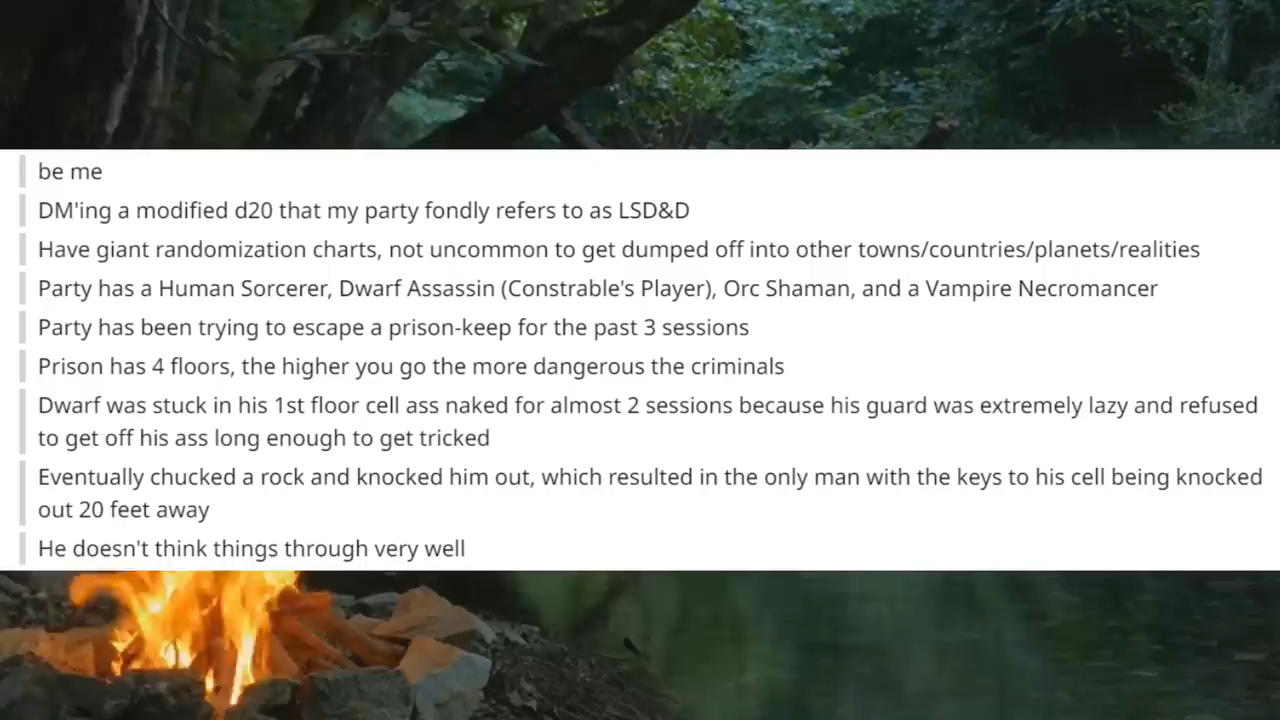 be me
DM'ing a modified d20 that my party fondly refers to as LSD&D
Have giant randomization charts, not uncommon to get dumped off into other towns/countries/planets/realities
Party has a Human Sorcerer, Dwarf Assassin (Constrable's Player), Orc Shaman, and a Vampire Necromancer
Party has been trying to escape a prison-keep for the past 3 sessions
Prison has 4 floors, the higher you go the more dangerous the criminals
Dwarf was stuck in his 1st floor cell ass naked for almost 2 sessions because his guard was extremely lazy and refused
to get off his ass long enough to get tricked
Eventually chucked a rock and knocked him out, which resulted in the only man with the keys to his cell being knocked
out 20 feet away
He doesn't think things through very well